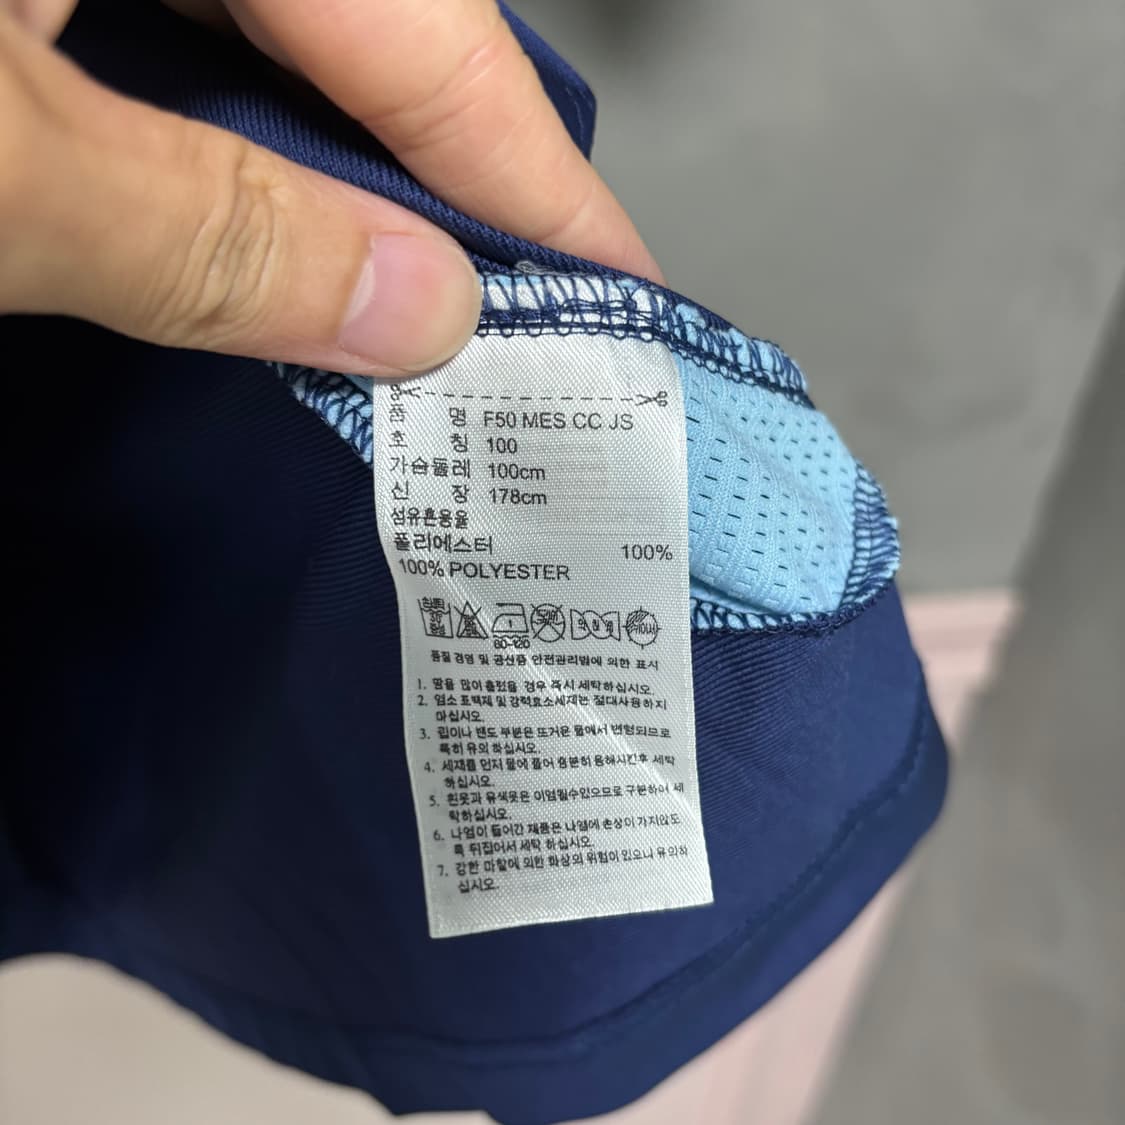 품 명 F50 MES CC JS
호 칭 100
가슴둘레 100cm
신 장 178cm
섬유혼용율
폴리에스터 100%
100% POLYESTER
80~120
품질경영 및 공산품 안전관리법에 의한 표시
1. 땀을 많이 흘렸을 경우 즉시 세탁하십시오.
2. 염소 표백제 및 강력효소세제는 절대사용하지
마십시오.
3. 립이나 밴드 부분은 뜨거운 물에서 변형되므로
특히 유의 하십시오.
4. 세제를 먼저 물에 풀어 충분히 용해시킨후 세탁
하십시오.
5. 흰옷과 유색옷은 이염될수있으므로 구분하여 세
탁하십시오.
6. 나염이 들어간 제품은 나염에 손상이 가지않도
록 뒤집어서 세탁 하십시오.
7. 강한 마찰에 의한 화상의 위험이 있으니 유의하
십시오.